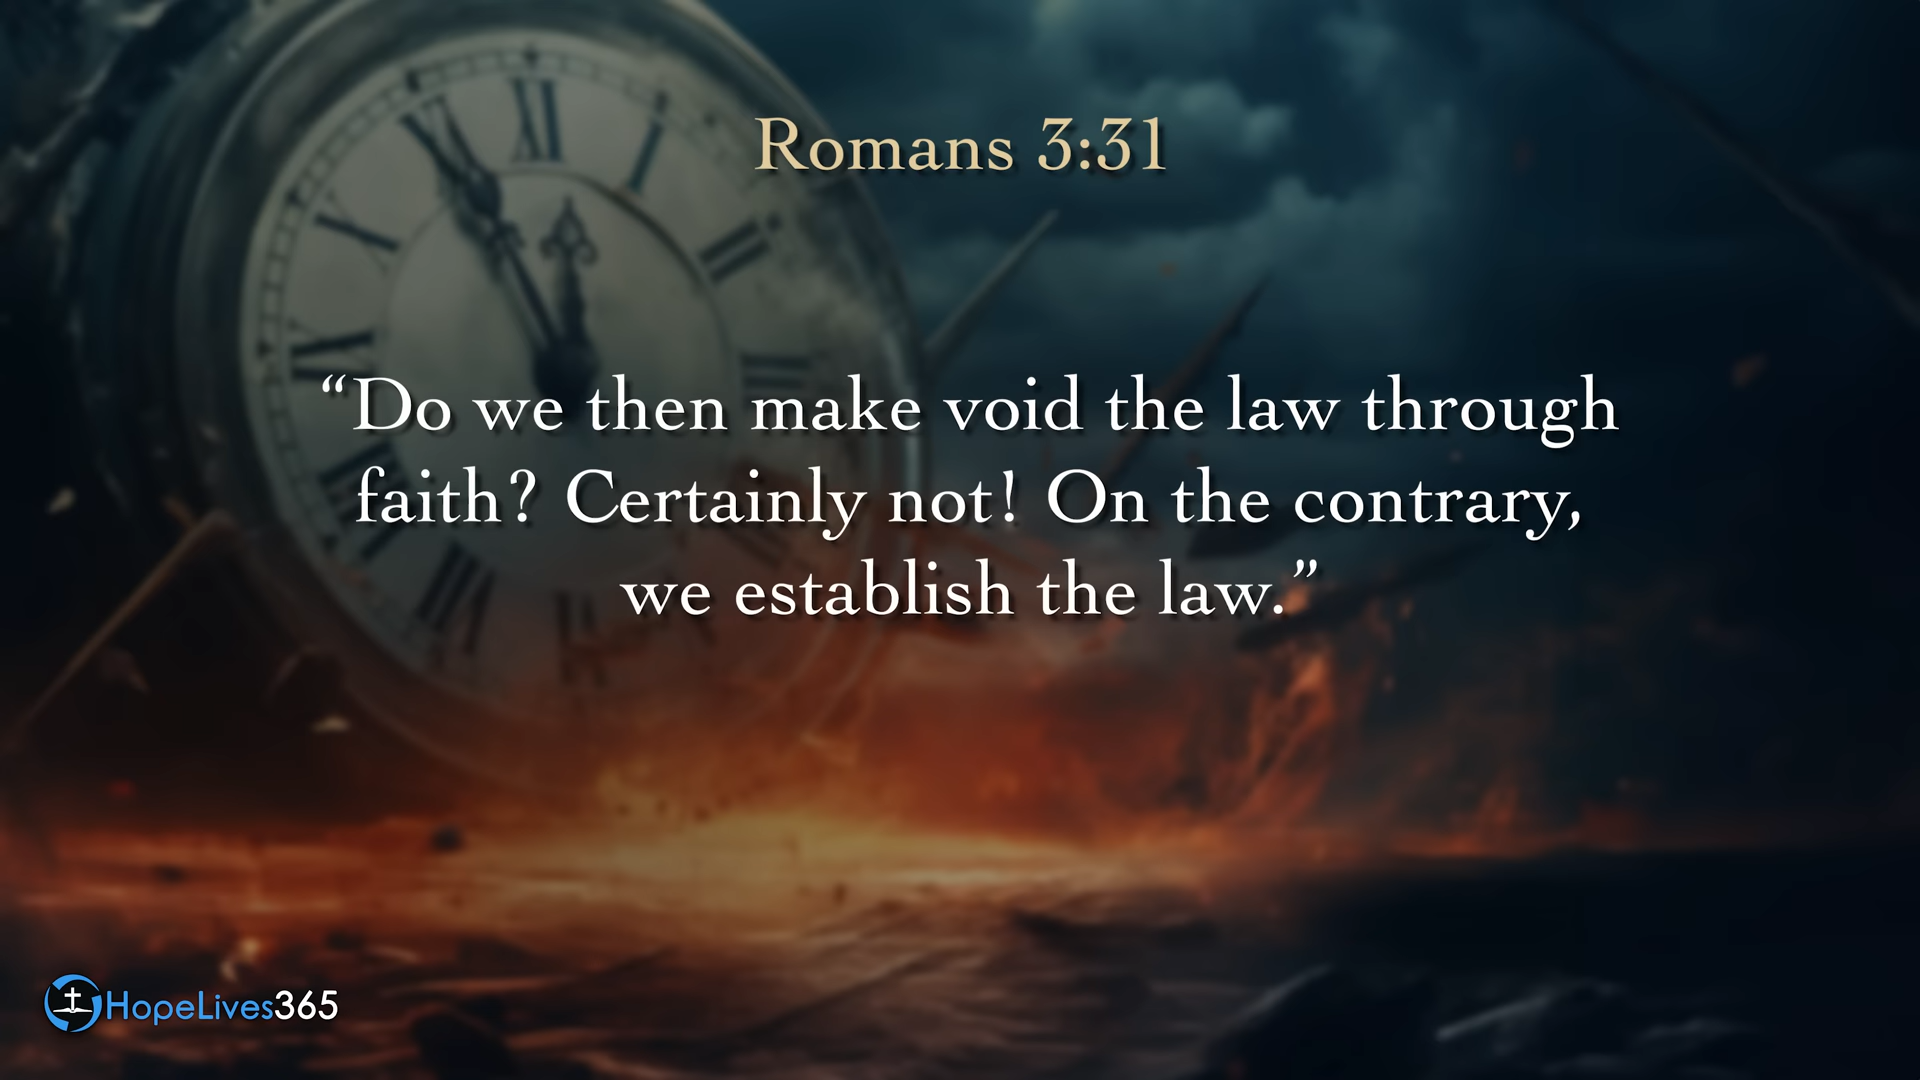 Romans 3:31
“Do we then make void the law through
faith? Certainly not! On the contrary,
we establish the law.”
HopeLives365